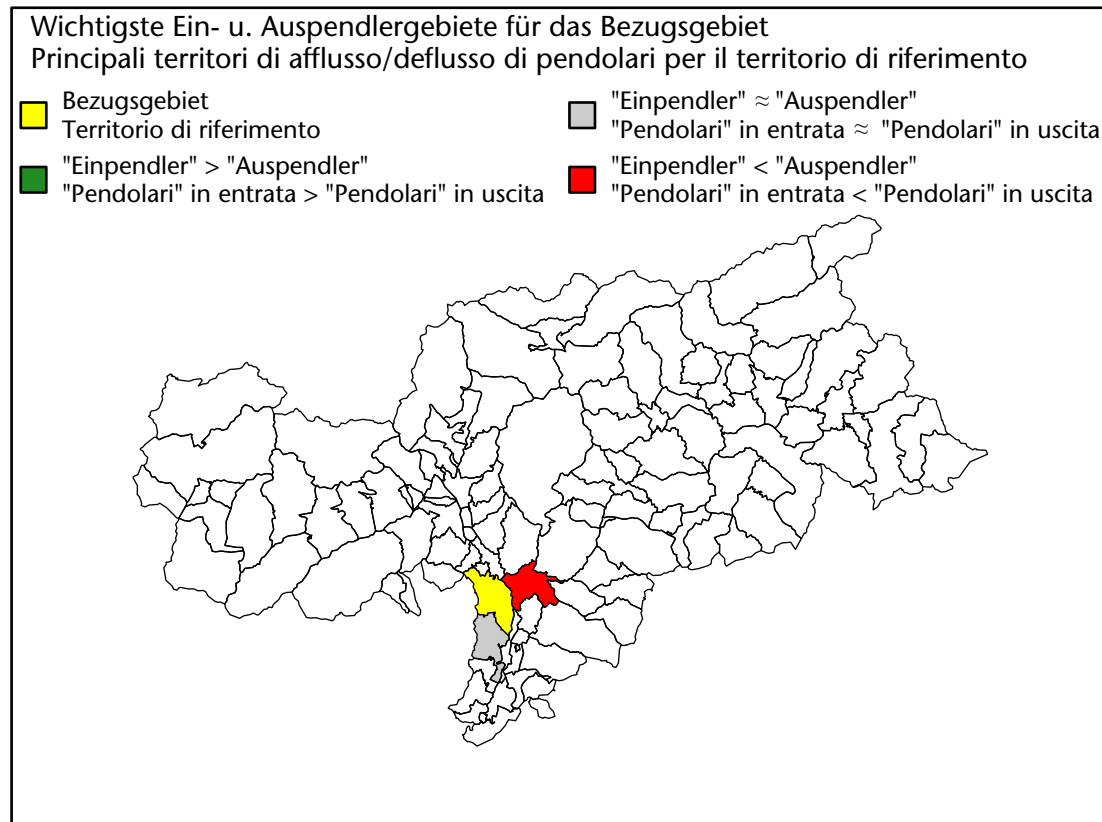 Wichtigste Ein- u. Auspendlergebiete für das Bezugsgebiet
Principali territori di afflusso/deflusso di pendolari per il territorio di riferimento
Bezugsgebiet
Territorio di riferimento
"Einpendler" > "Auspendler"
"Pendolari" in entrata > "Pendolari" in uscita
"Einpendler" ≈ "Auspendler"
"Pendolari" in entrata ≈ "Pendolari" in uscita
"Einpendler" < "Auspendler"
"Pendolari" in entrata < "Pendolari" in uscita